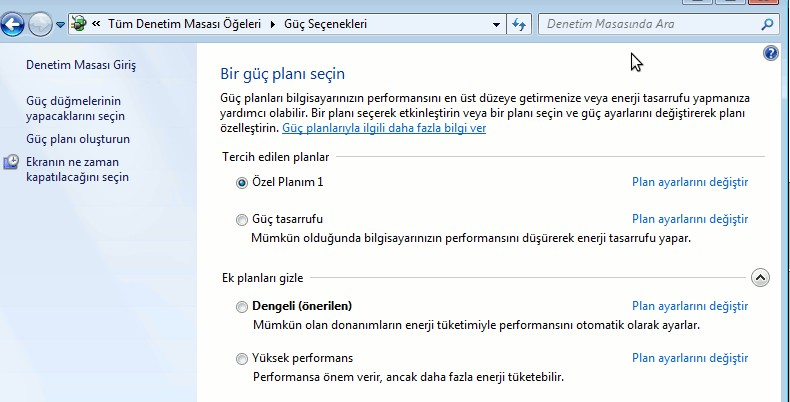 « Tüm Denetim Masası Öğeleri ▸ Güç Seçenekleri
Denetim Masasında Ara
Denetim Masası Giriş
Güç düğmelerinin
yapacaklarını seçin
Güç planı oluşturun
Ekranın ne zaman
kapatılacağını seçin
Bir güç planı seçin
Güç planları bilgisayarınızın performansını en üst düzeye getirmenize veya enerji tasarrufu yapmanıza
yardımcı olabilir. Bir planı seçerek etkinleştirin veya bir planı seçin ve güç ayarlarını değiştirerek planı
özelleştirin. Güç planlarıyla ilgili daha fazla bilgi ver
Tercih edilen planlar
Özel Planım 1 Plan ayarlarını değiştir
Güç tasarrufu Plan ayarlarını değiştir
Mümkün olduğunda bilgisayarınızın performansını düşürerek enerji tasarrufu yapar.
Ek planları gizle
Dengeli (önerilen) Plan ayarlarını değiştir
Mümkün olan donanımların enerji tüketimiyle performansını otomatik olarak ayarlar.
Yüksek performans Plan ayarlarını değiştir
Performansa önem verir, ancak daha fazla enerji tüketebilir.